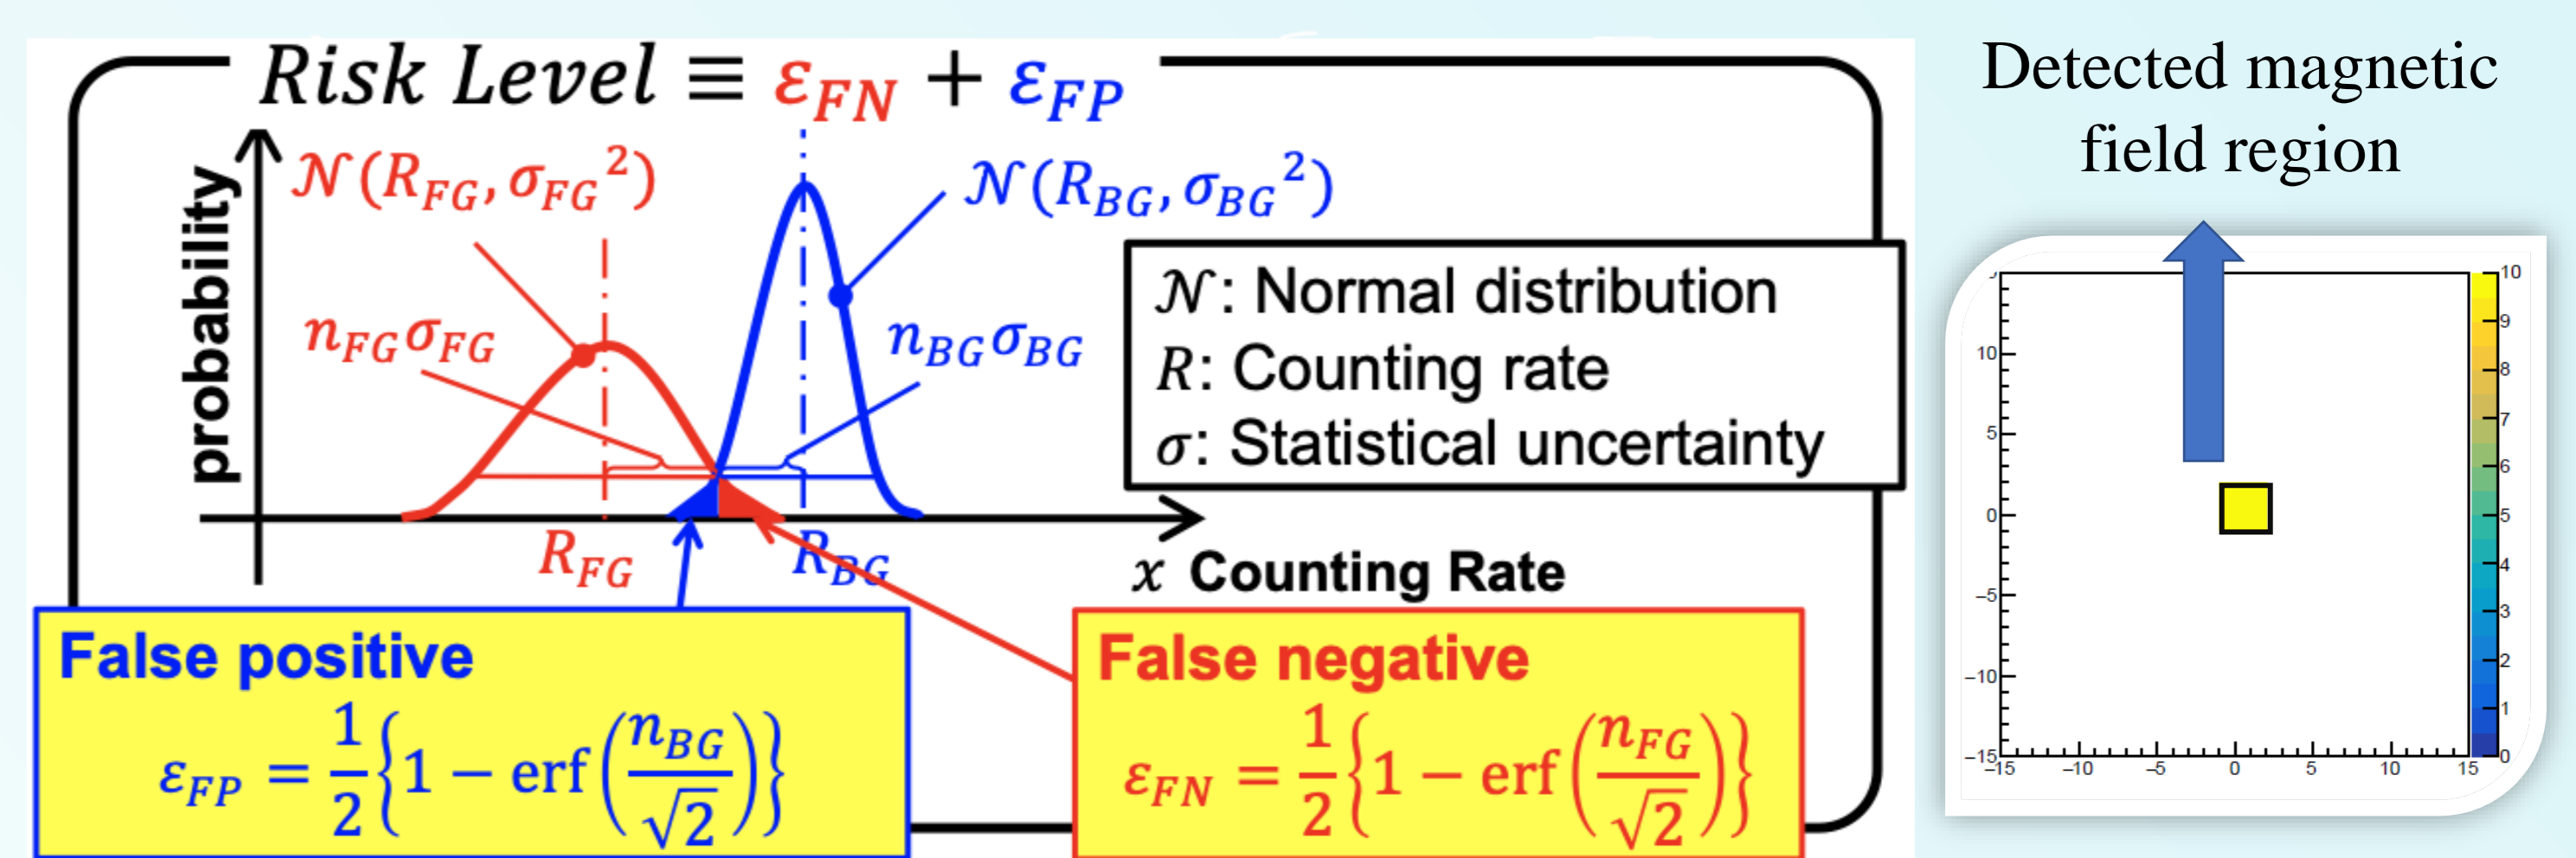 Risk Level ≡ ε_FN + ε_FP
probability
𝒩(R_FG, σ_FG²)
𝒩(R_BG, σ_BG²)
n_FG σ_FG
n_BG σ_BG
𝒩: Normal distribution
R: Counting rate
σ: Statistical uncertainty
R_FG
R_BG
x Counting Rate
False positive
ε_FP = 1/2 {1 − erf(n_BG/√2)}
False negative
ε_FN = 1/2 {1 − erf(n_FG/√2)}
Detected magnetic
field region
10
5
0
−5
−10
−15
−15 −10 −5 0 5 10 15
10
9
8
7
6
5
4
3
2
1
0